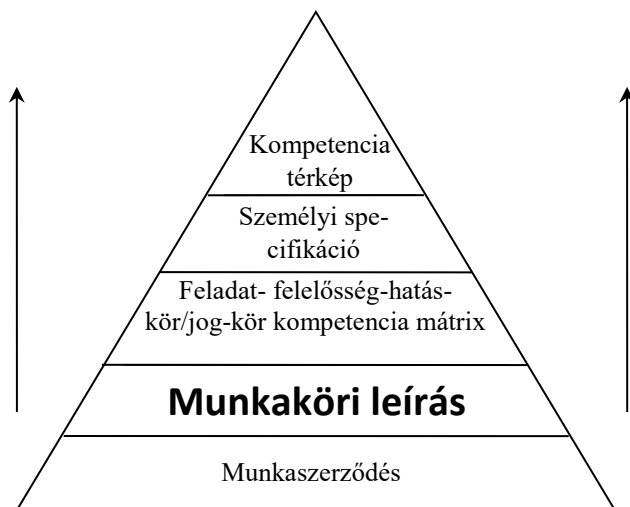 Kompetencia
térkép
Személyi spe-
cifikáció
Feladat- felelősség-hatás-
kör/jog-kör kompetencia mátrix
Munkaköri leírás
Munkaszerződés